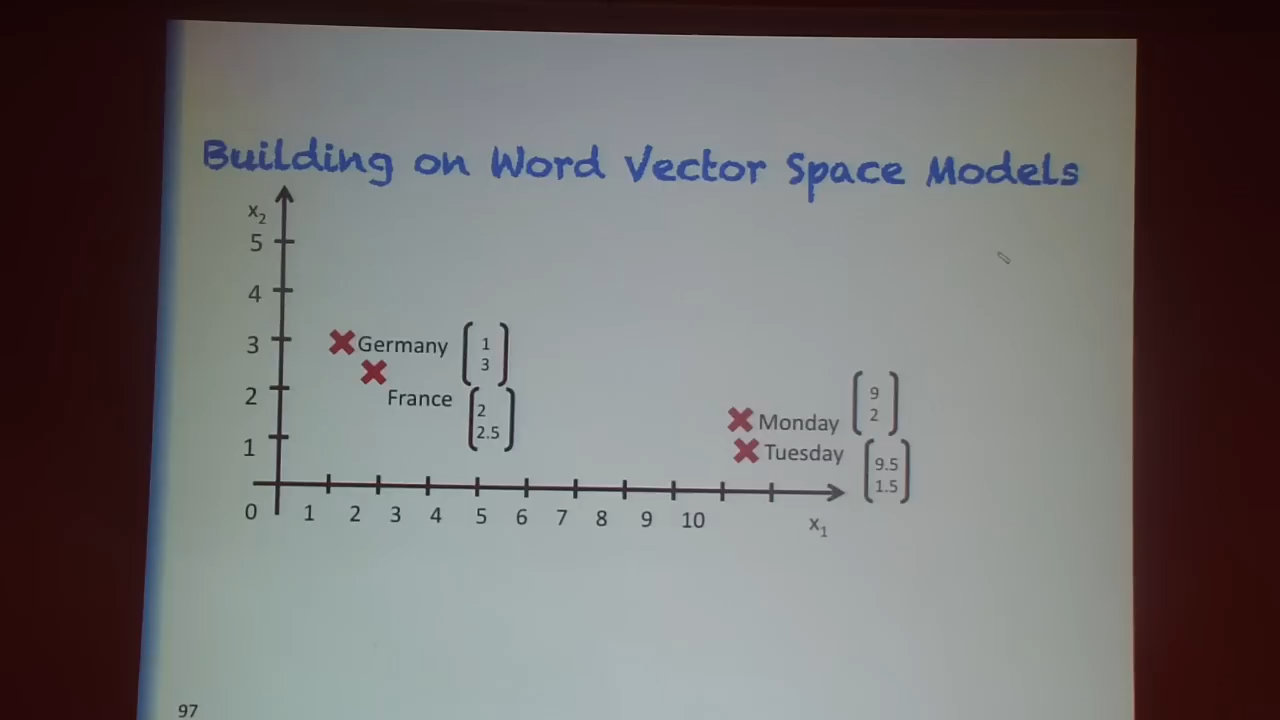 Building on Word Vector Space Models
x2
5
4
3
2
1
0
Germany
1
3
France
2
2.5
Monday
9
2
Tuesday
9.5
1.5
1 2 3 4 5 6 7 8 9 10
x1
97